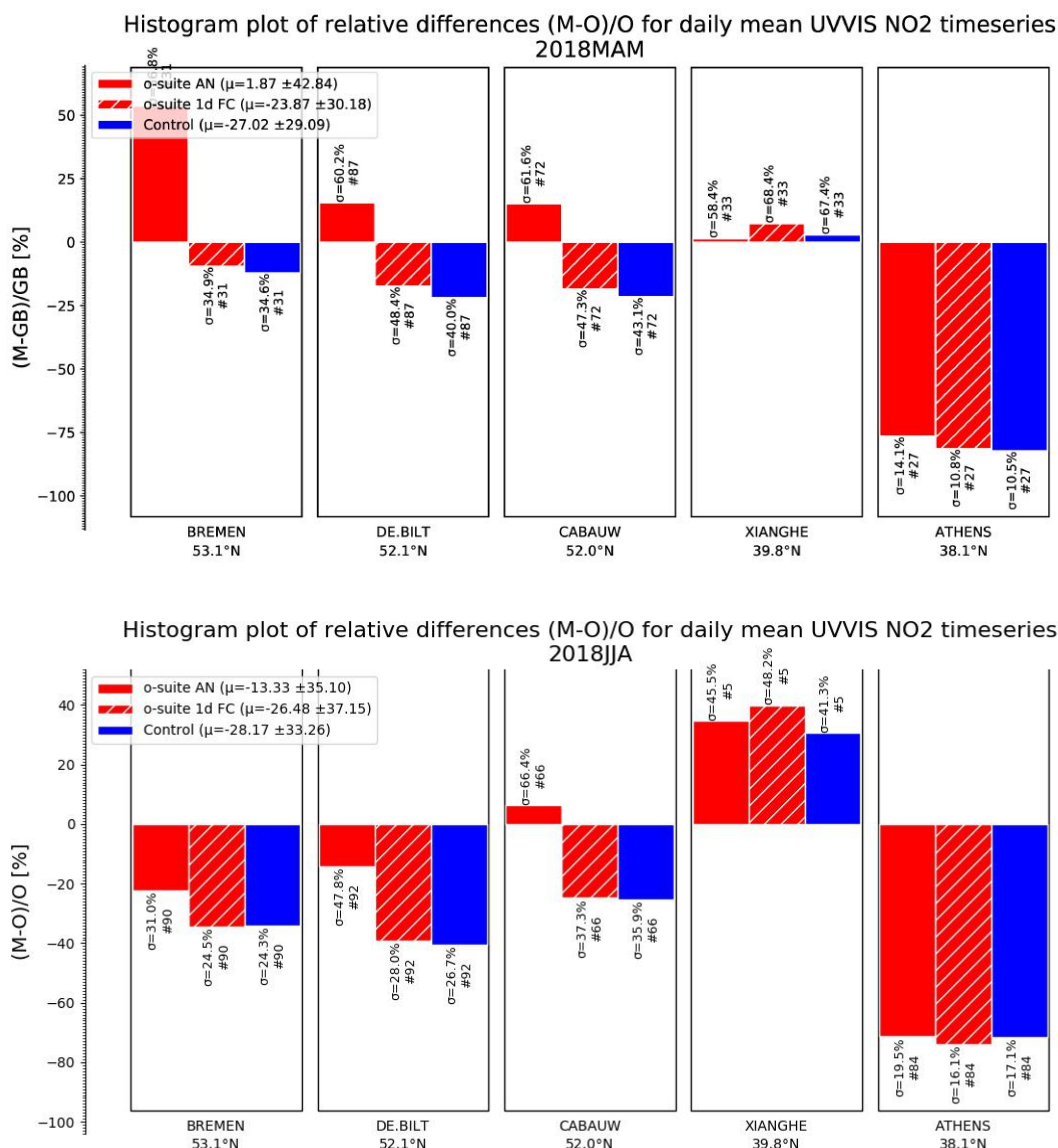 Histogram plot of relative differences (M-O)/O for daily mean UVVIS NO2 timeseries
2018MAM
o-suite AN (μ=1.87 ±42.84)
o-suite 1d FC (μ=-23.87 ±30.18)
Control (μ=-27.02 ±29.09)
(M-GB)/GB [%]
50
25
0
−25
−50
−75
−100
#31
σ=34.9%
#31
σ=34.6%
#31
σ=60.2%
#87
σ=48.4%
#87
σ=40.0%
#87
σ=61.6%
#72
σ=47.3%
#72
σ=43.1%
#72
σ=58.4%
#33
σ=68.4%
#33
σ=67.4%
#33
σ=14.1%
#27
σ=10.8%
#27
σ=10.5%
#27
BREMEN
53.1°N
DE.BILT
52.1°N
CABAUW
52.0°N
XIANGHE
39.8°N
ATHENS
38.1°N
Histogram plot of relative differences (M-O)/O for daily mean UVVIS NO2 timeseries
2018JJA
o-suite AN (μ=-13.33 ±35.10)
o-suite 1d FC (μ=-26.48 ±37.15)
Control (μ=-28.17 ±33.26)
(M-O)/O [%]
40
20
0
−20
−40
−60
−80
−100
σ=31.0%
#90
σ=24.5%
#90
σ=24.3%
#90
σ=47.8%
#92
σ=28.0%
#92
σ=26.7%
#92
σ=66.4%
#66
σ=37.3%
#66
σ=35.9%
#66
σ=45.5%
#5
σ=48.2%
#5
σ=41.3%
#5
σ=19.5%
#84
σ=16.1%
#84
σ=17.1%
#84
BREMEN
53.1°N
DE.BILT
52.1°N
CABAUW
52.0°N
XIANGHE
39.8°N
ATHENS
38.1°N